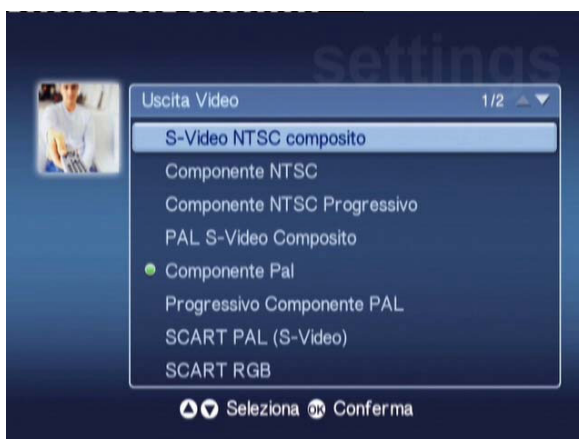 settings
Uscita Video 1/2
S-Video NTSC composito
Componente NTSC
Componente NTSC Progressivo
PAL S-Video Composito
Componente Pal
Progressivo Componente PAL
SCART PAL (S-Video)
SCART RGB
Seleziona OK Conferma